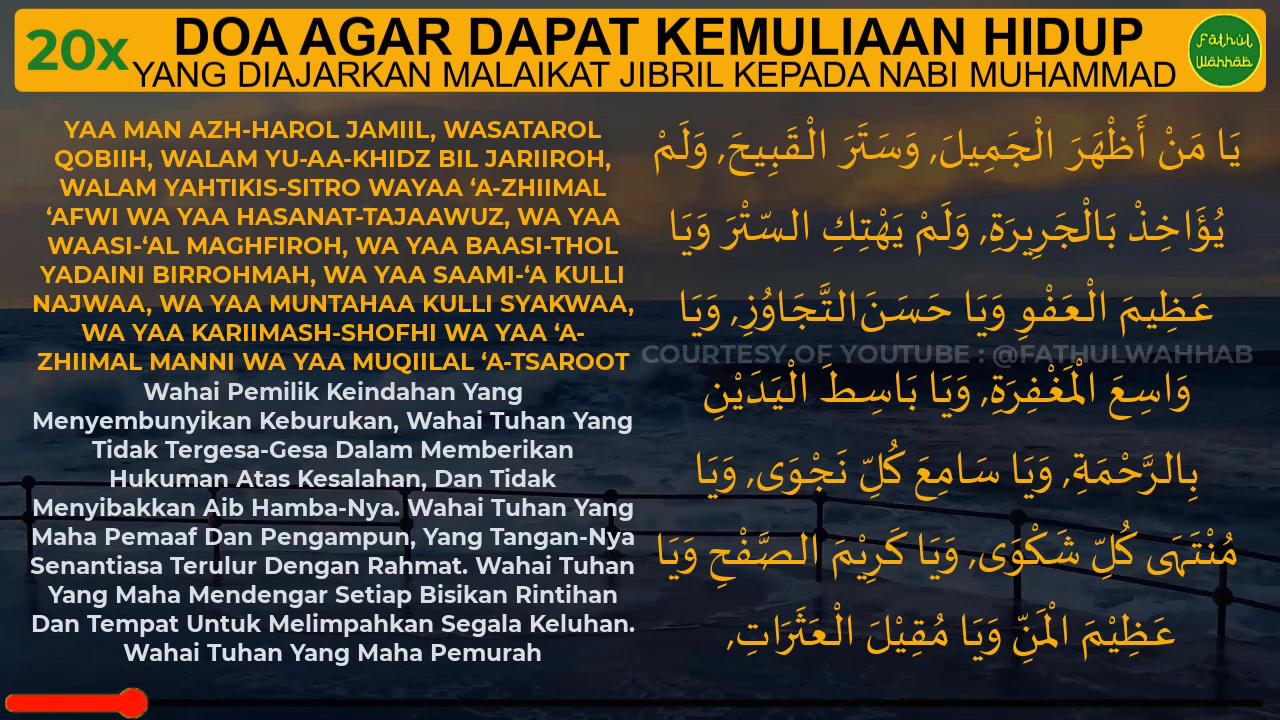 20x
DOA AGAR DAPAT KEMULIAAN HIDUP
YANG DIAJARKAN MALAIKAT JIBRIL KEPADA NABI MUHAMMAD
Fathul
Wahhab
YAA MAN AZH-HAROL JAMIIL, WASATAROL
QOBIIH, WALAM YU-AA-KHIDZ BIL JARIIROH,
WALAM YAHTIKIS-SITRO WAYAA ‘A-ZHIIMAL
‘AFWI WA YAA HASANAT-TAJAAWUZ, WA YAA
WAASI-‘AL MAGHFIROH, WA YAA BAASI-THOL
YADAINI BIRROHMAH, WA YAA SAAMI-‘A KULLI
NAJWAA, WA YAA MUNTAHAA KULLI SYAKWAA,
WA YAA KARIIMASH-SHOFHI WA YAA ‘A-
ZHIIMAL MANNI WA YAA MUQIILAL ‘A-TSAROOT
Wahai Pemilik Keindahan Yang
Menyembunyikan Keburukan, Wahai Tuhan Yang
Tidak Tergesa-Gesa Dalam Memberikan
Hukuman Atas Kesalahan, Dan Tidak
Menyibakkan Aib Hamba-Nya. Wahai Tuhan Yang
Maha Pemaaf Dan Pengampun, Yang Tangan-Nya
Senantiasa Terulur Dengan Rahmat. Wahai Tuhan
Yang Maha Mendengar Setiap Bisikan Rintihan
Dan Tempat Untuk Melimpahkan Segala Keluhan.
Wahai Tuhan Yang Maha Pemurah
يَا مَنْ أَظْهَرَ الْجَمِيلَ, وَسَتَرَ الْقَبِيحَ, وَلَمْ
يُؤَاخِذْ بَالْجَرِيرَةِ, وَلَمْ يَهْتِكِ السّتْرَ وَيَا
عَظِيمَ الْعَفْوِ وَيَا حَسَنَ التَّجَاوُزِ, وَيَا
COURTESY OF YOUTUBE : @FATHULWAHHAB
وَاسِعَ الْمَغْفِرَةِ, وَيَا بَاسِطَ الْيَدَيْنِ
بِالرَّحْمَةِ, وَيَا سَامِعَ كُلِّ نَجْوَى, وَيَا
مُنْتَهَى كُلِّ شَكْوَى, وَيَا كَرِيْمَ الصَّفْحِ وَيَا
عَظِيْمَ الْمَنِّ وَيَا مُقِيْلَ الْعَثَرَاتِ,